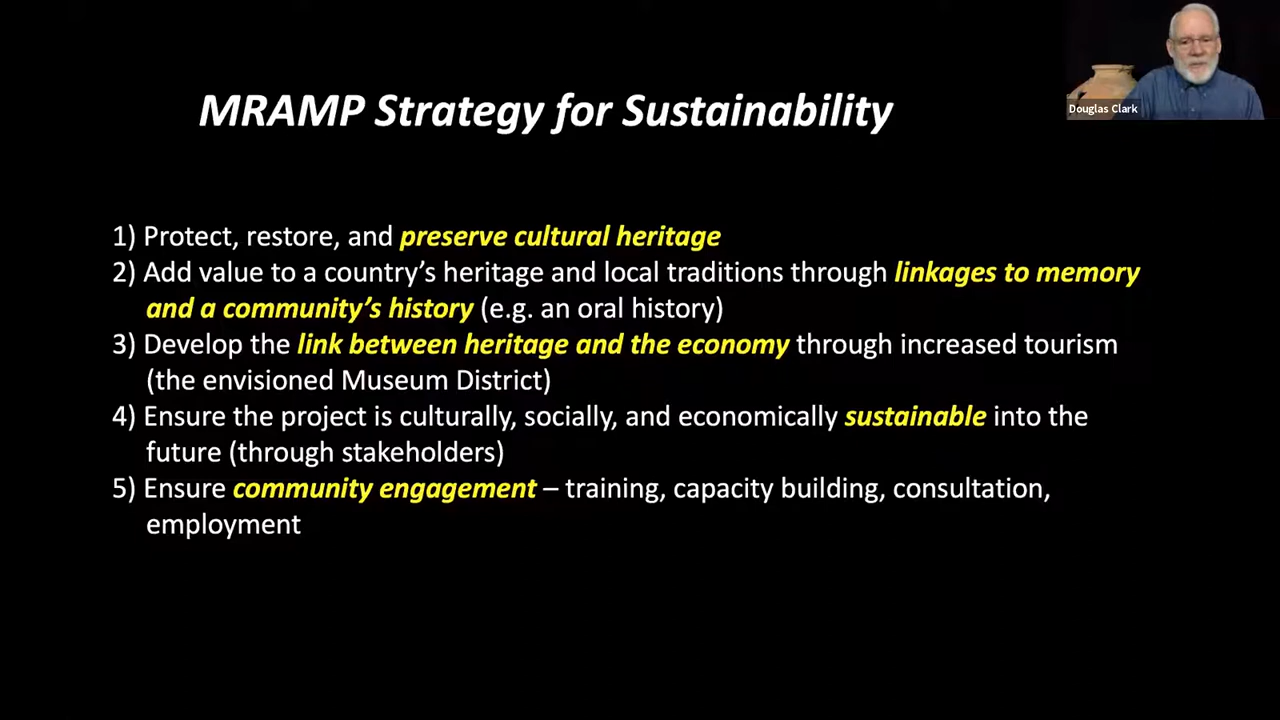 MRAMP Strategy for Sustainability
Douglas Clark
1) Protect, restore, and preserve cultural heritage
2) Add value to a country’s heritage and local traditions through linkages to memory
and a community’s history (e.g. an oral history)
3) Develop the link between heritage and the economy through increased tourism
(the envisioned Museum District)
4) Ensure the project is culturally, socially, and economically sustainable into the
future (through stakeholders)
5) Ensure community engagement – training, capacity building, consultation,
employment